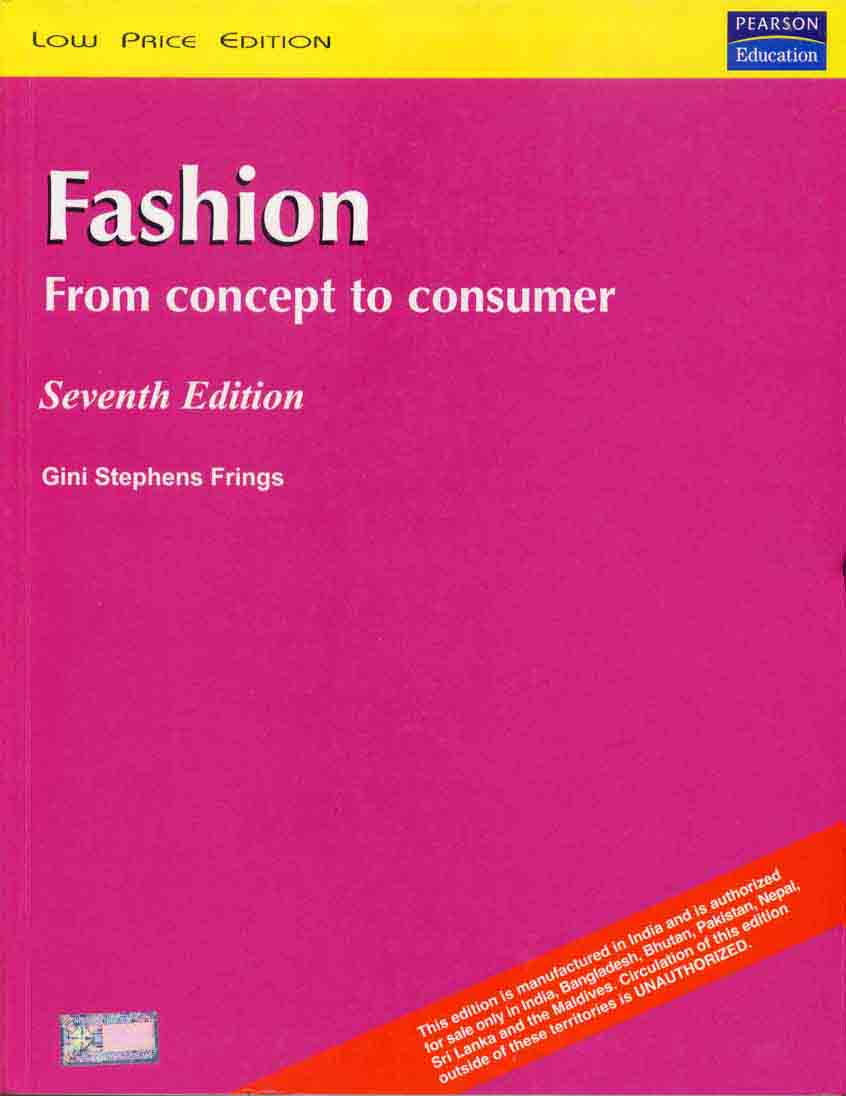 LOW PRICE EDITION
PEARSON
Education
Fashion
From concept to consumer
Seventh Edition
Gini Stephens Frings
This edition is manufactured in India and is authorized
for sale only in India, Bangladesh, Bhutan, Pakistan, Nepal,
Sri Lanka and the Maldives. Circulation of this edition
outside of these territories is UNAUTHORIZED.